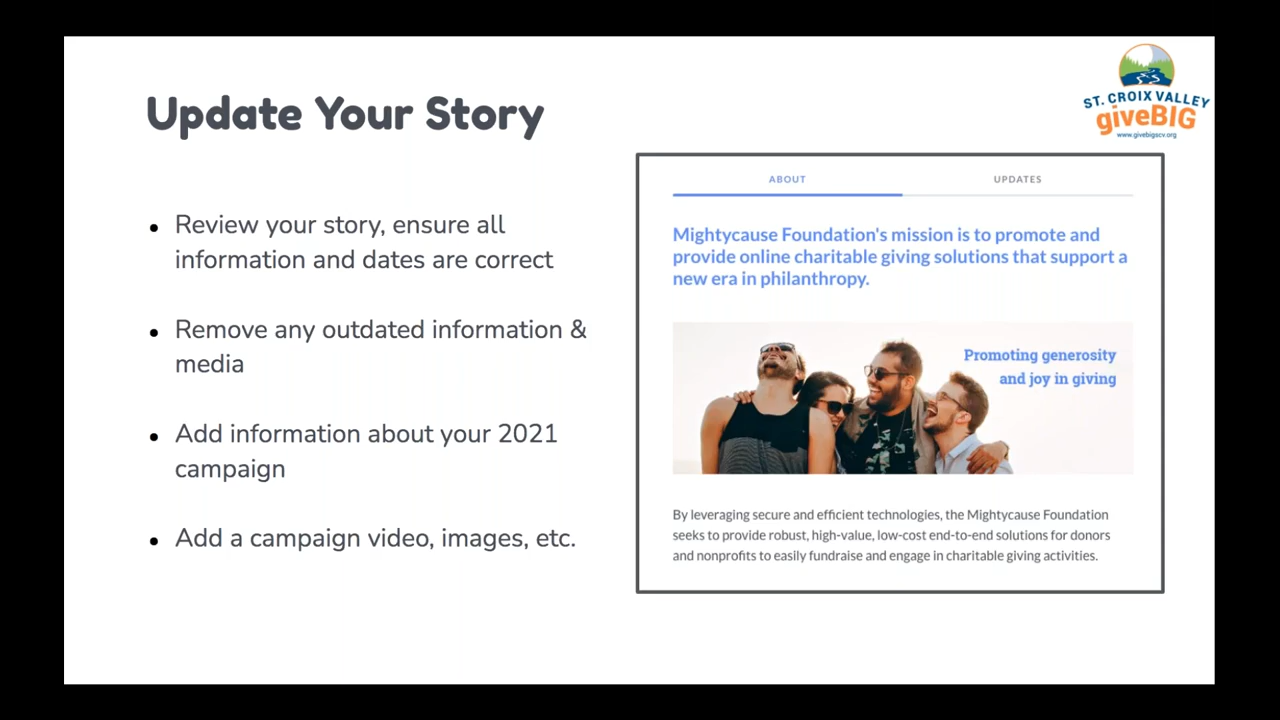 Update Your Story
ST. CROIX VALLEY
giveBIG
www.givebigscv.org
• Review your story, ensure all
information and dates are correct
• Remove any outdated information &
media
• Add information about your 2021
campaign
• Add a campaign video, images, etc.
ABOUT
UPDATES
Mightycause Foundation's mission is to promote and
provide online charitable giving solutions that support a
new era in philanthropy.
Promoting generosity
and joy in giving
By leveraging secure and efficient technologies, the Mightycause Foundation
seeks to provide robust, high-value, low-cost end-to-end solutions for donors
and nonprofits to easily fundraise and engage in charitable giving activities.